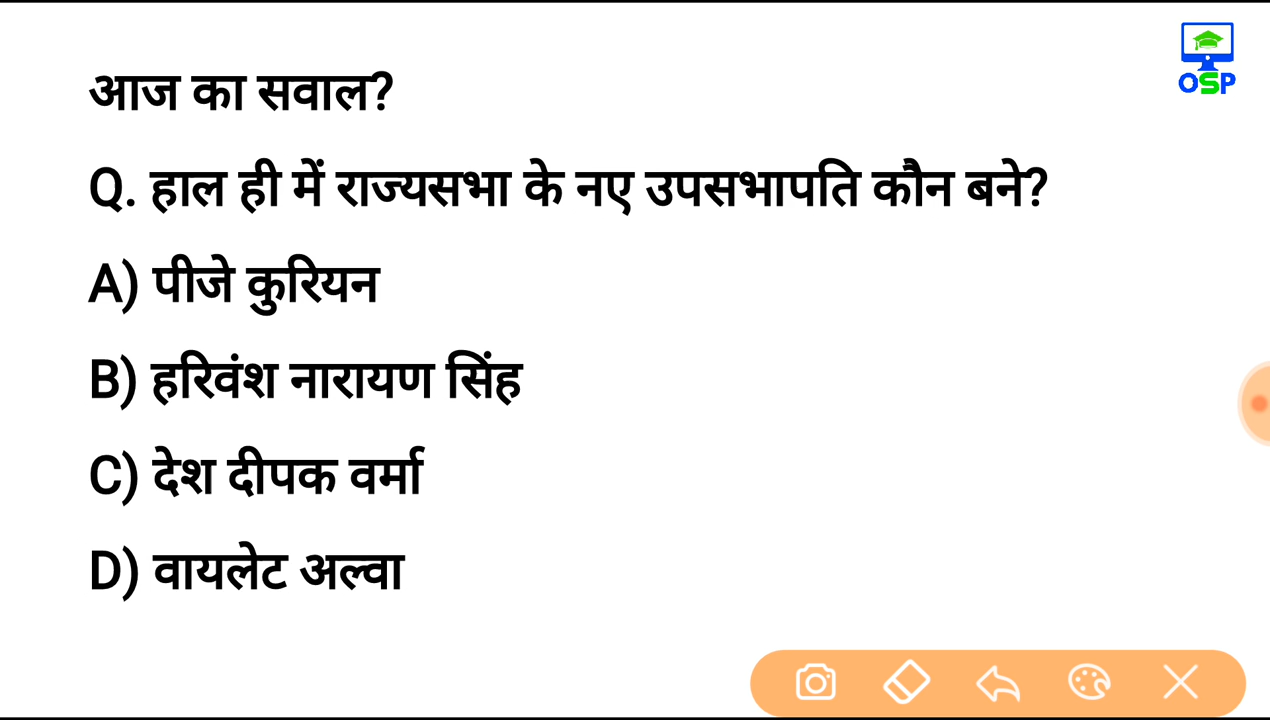 आज का सवाल?
OSP
Q. हाल ही में राज्यसभा के नए उपसभापति कौन बने?
A) पीजे कुरियन
B) हरिवंश नारायण सिंह
C) देश दीपक वर्मा
D) वायलेट अल्वा